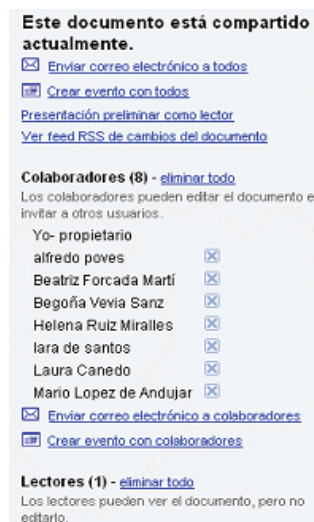 Este documento está compartido
actualmente.
Enviar correo electrónico a todos
Crear evento con todos
Presentación preliminar como lector
Ver feed RSS de cambios del documento
Colaboradores (8) - eliminar todo
Los colaboradores pueden editar el documento e
invitar a otros usuarios.
Yo- propietario
alfredo poves
Beatriz Forcada Martí
Begoña Vevia Sanz
Helena Ruiz Miralles
lara de santos
Laura Canedo
Mario Lopez de Andujar
Enviar correo electrónico a colaboradores
Crear evento con colaboradores
Lectores (1) - eliminar todo
Los lectores pueden ver el documento, pero no
editarlo.